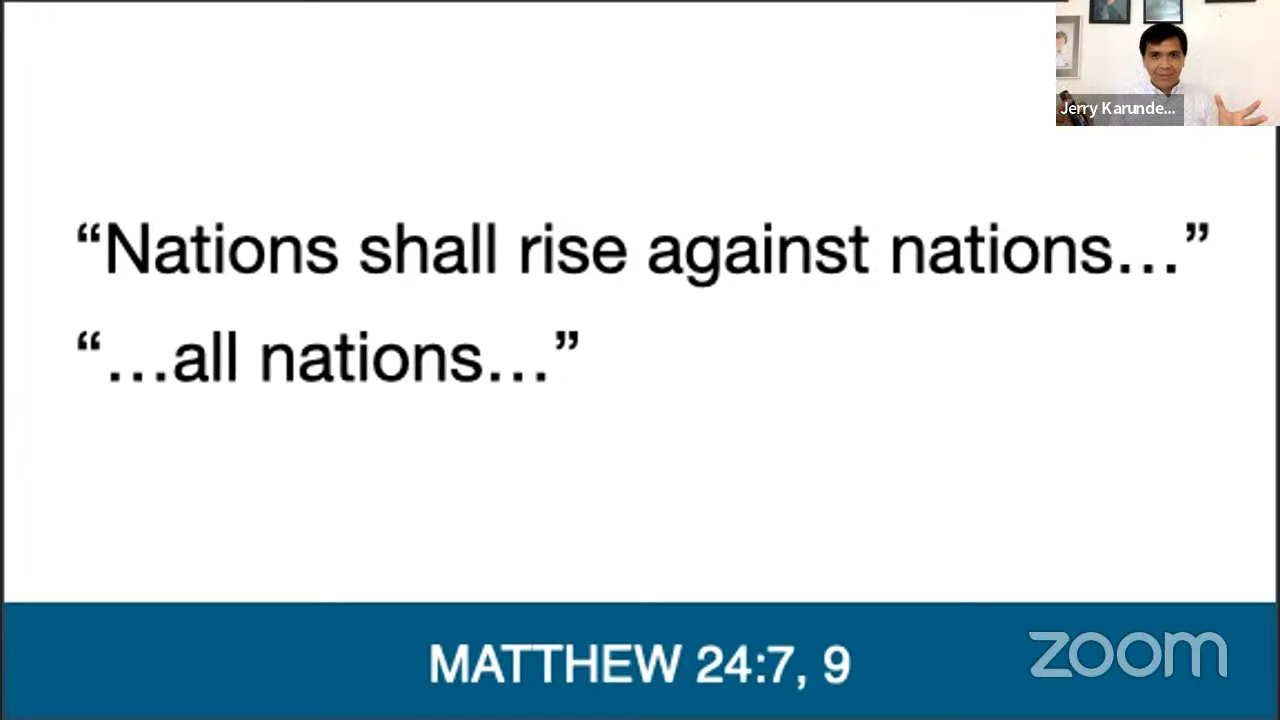 Jerry Karunde...
“Nations shall rise against nations…”
“…all nations…”
MATTHEW 24:7, 9
zoom